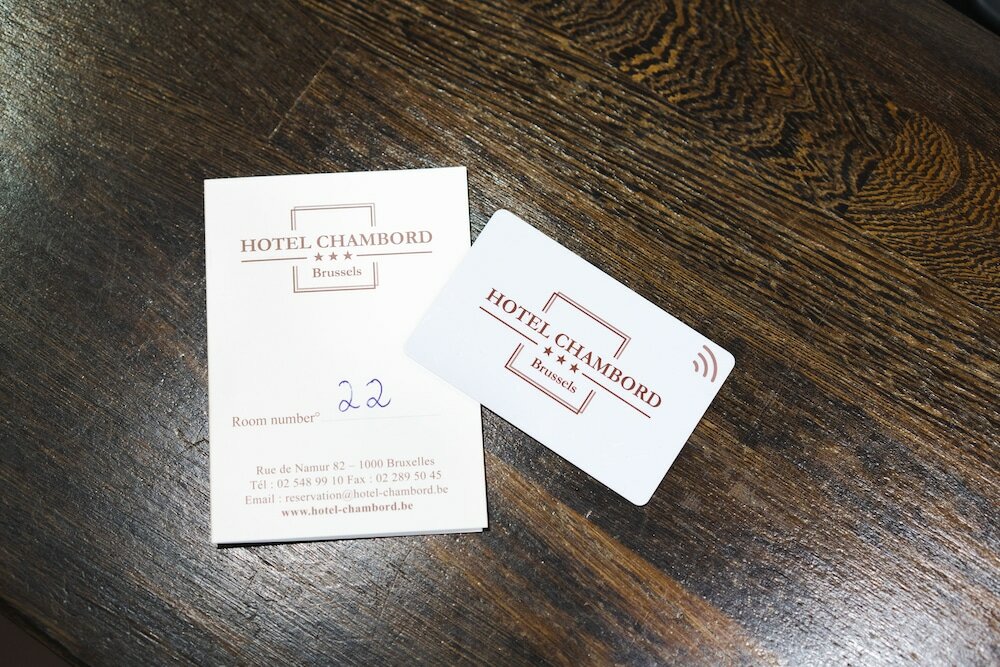 HOTEL CHAMBORD
★★★
Brussels
Room number° 22
Rue de Namur 82 – 1000 Bruxelles
Tél : 02 548 99 10 Fax : 02 289 50 45
Email : reservation@hotel-chambord.be
www.hotel-chambord.be
HOTEL CHAMBORD
★★★
Brussels